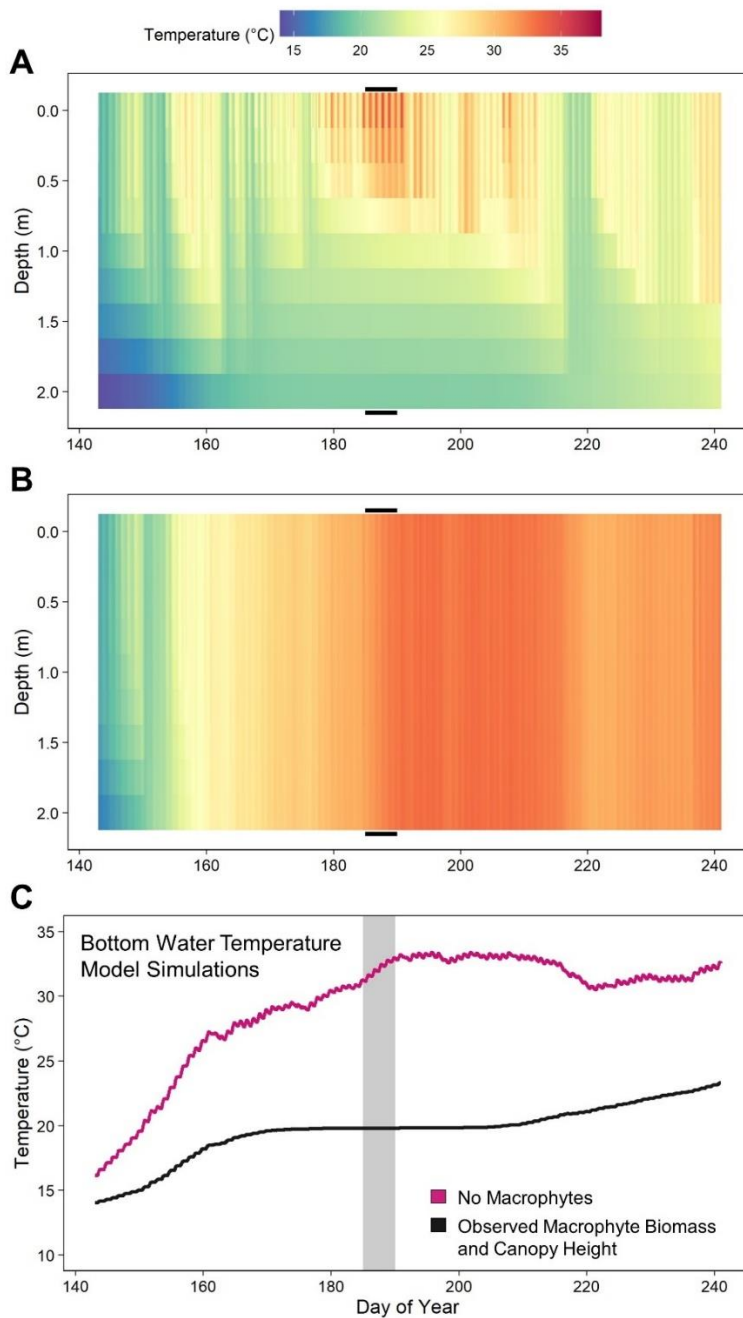 Temperature (°C)
15 20 25 30 35
A
0.0
0.5
1.0
1.5
2.0
Depth (m)
140 160 180 200 220 240
B
0.0
0.5
1.0
1.5
2.0
Depth (m)
140 160 180 200 220 240
C
35
30
25
20
15
10
Temperature (°C)
Bottom Water Temperature
Model Simulations
No Macrophytes
Observed Macrophyte Biomass
and Canopy Height
140 160 180 200 220 240
Day of Year